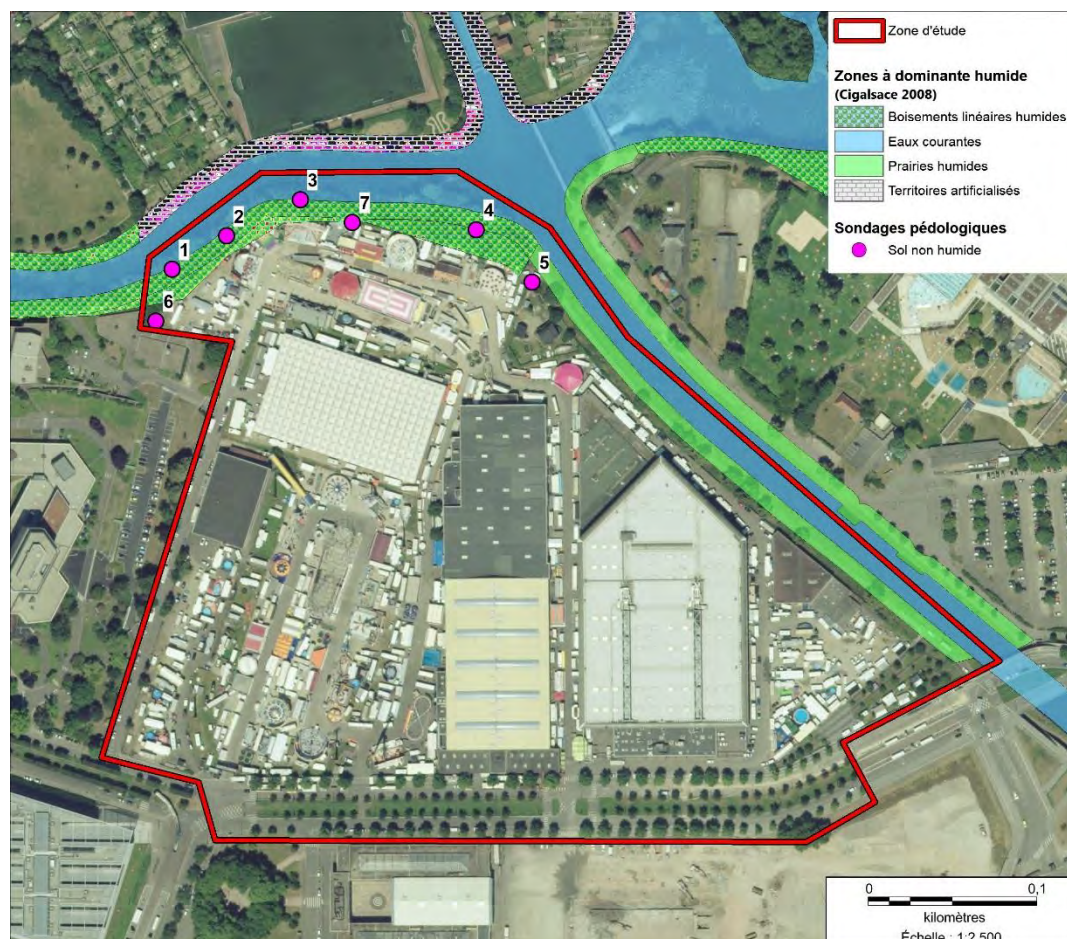 Zone d'étude
Zones à dominante humide
(Cigalsace 2008)
Boisements linéaires humides
Eaux courantes
Prairies humides
Territoires artificialisés
Sondages pédologiques
Sol non humide
3
2
7
4
1
5
6
0 0,1
kilomètres
Échelle : 1:2 500